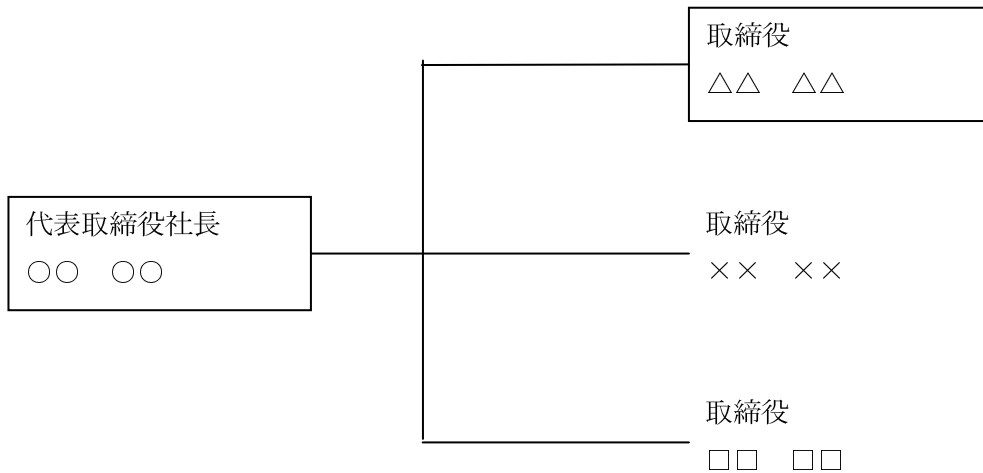 代表取締役社長
○○　○○
取締役
△△　△△
取締役
××　××
取締役
□□　□□